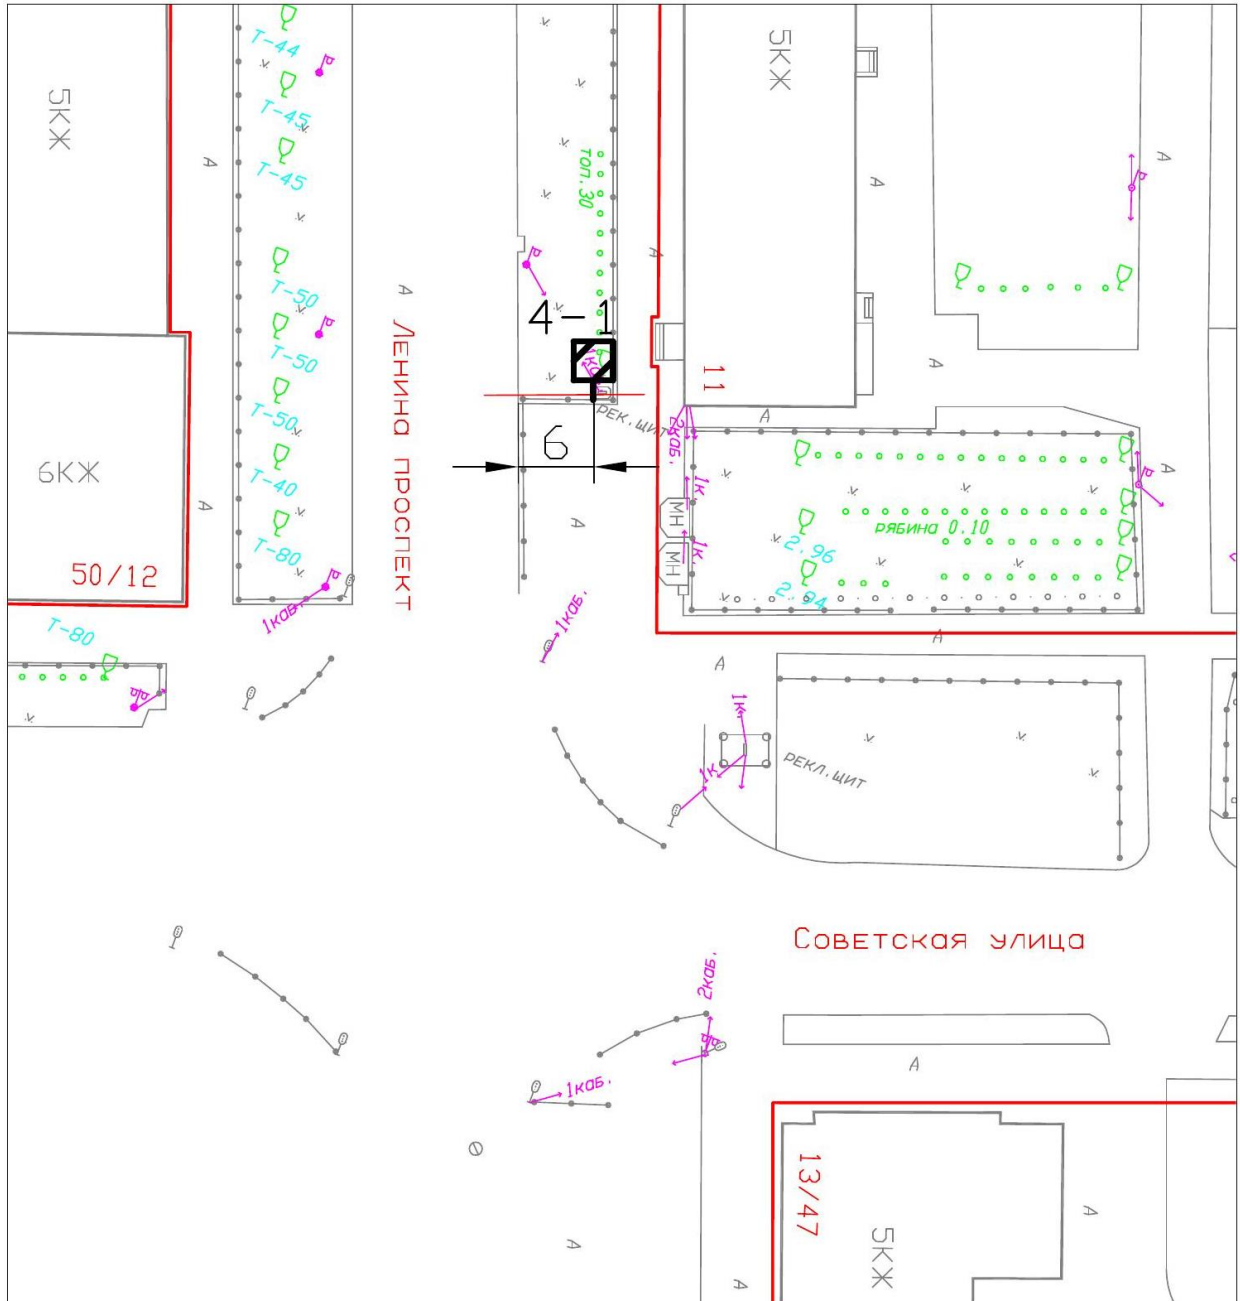 Т-44
5КЖ
5КЖ
Т-45
А
Т-45
топ.30
А
А
А
А
Т-50
А
4-1
Т-50
А
11
Т-50
РЕК.ЩИТ
А
2каб.
6
6КЖ
Т-40
А
ЛЕНИНА ПРОСПЕКТ
А
1к.
МН
РЯБИНА 0.10
А
Т-80
1к.
МН
2.96
2.94
50/12
1каб.
1каб.
Т-80
А
А
1к.
1к
РЕКЛ.ЩИТ
СОВЕТСКАЯ УЛИЦА
2каб.
А
1каб.
13/47
5КЖ
А
А
А